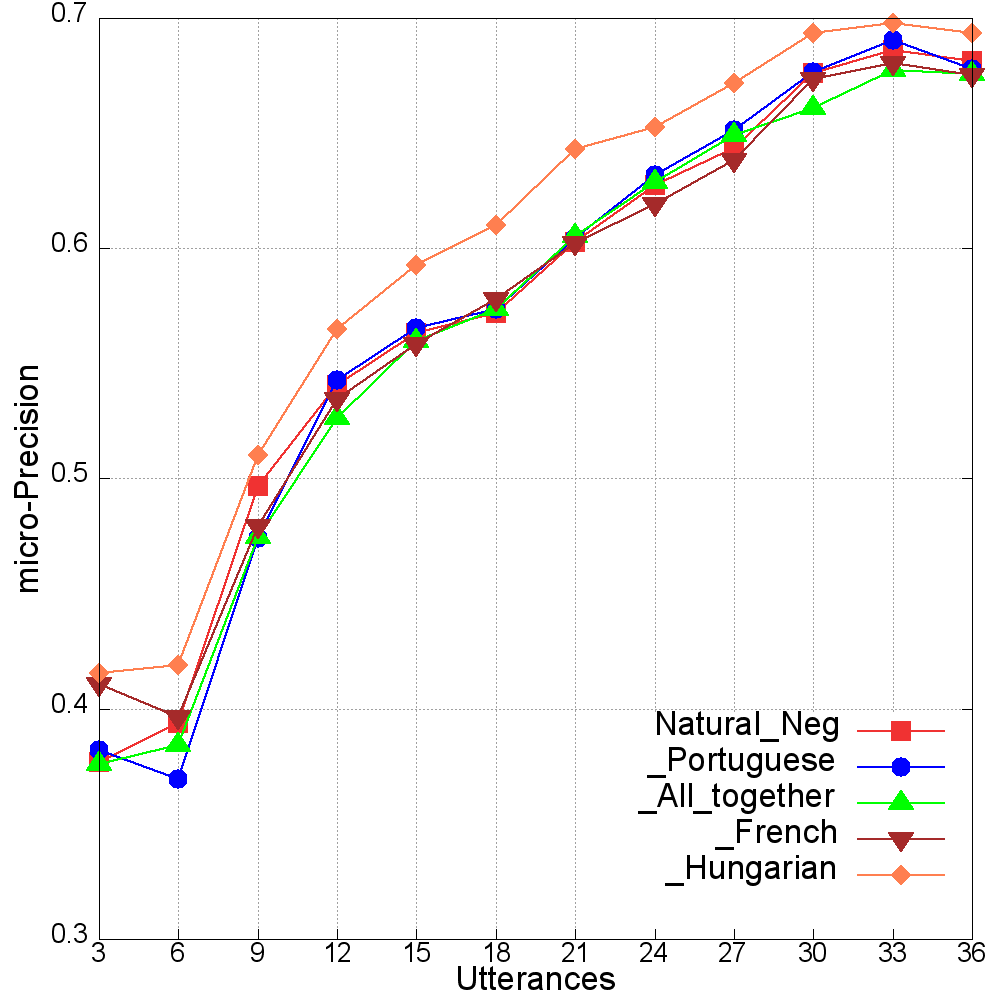 0.7
0.6
0.5
0.4
0.3
micro-Precision
Natural_Neg
_Portuguese
_All_together
_French
_Hungarian
3 6 9 12 15 18 21 24 27 30 33 36
Utterances